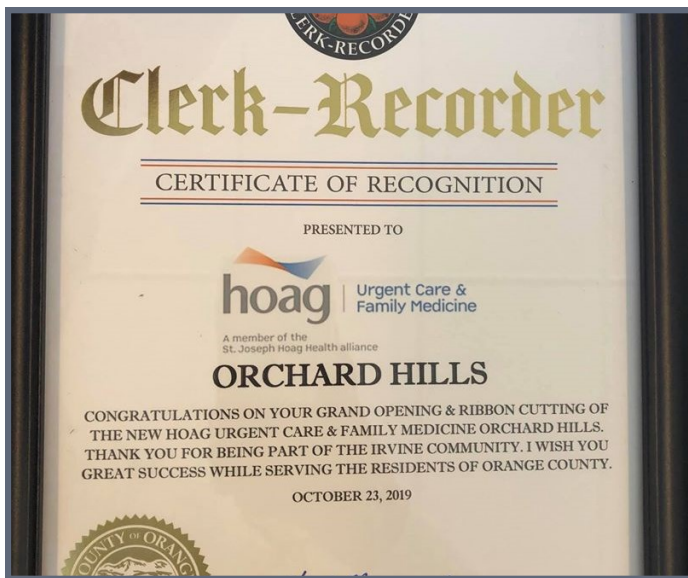 CLERK-RECORDER
Clerk-Recorder
CERTIFICATE OF RECOGNITION
PRESENTED TO
hoag
Urgent Care &
Family Medicine
A member of the
St. Joseph Hoag Health alliance
ORCHARD HILLS
CONGRATULATIONS ON YOUR GRAND OPENING & RIBBON CUTTING OF
THE NEW HOAG URGENT CARE & FAMILY MEDICINE ORCHARD HILLS.
THANK YOU FOR BEING PART OF THE IRVINE COMMUNITY. I WISH YOU
GREAT SUCCESS WHILE SERVING THE RESIDENTS OF ORANGE COUNTY.
OCTOBER 23, 2019
COUNTY OF ORANGE